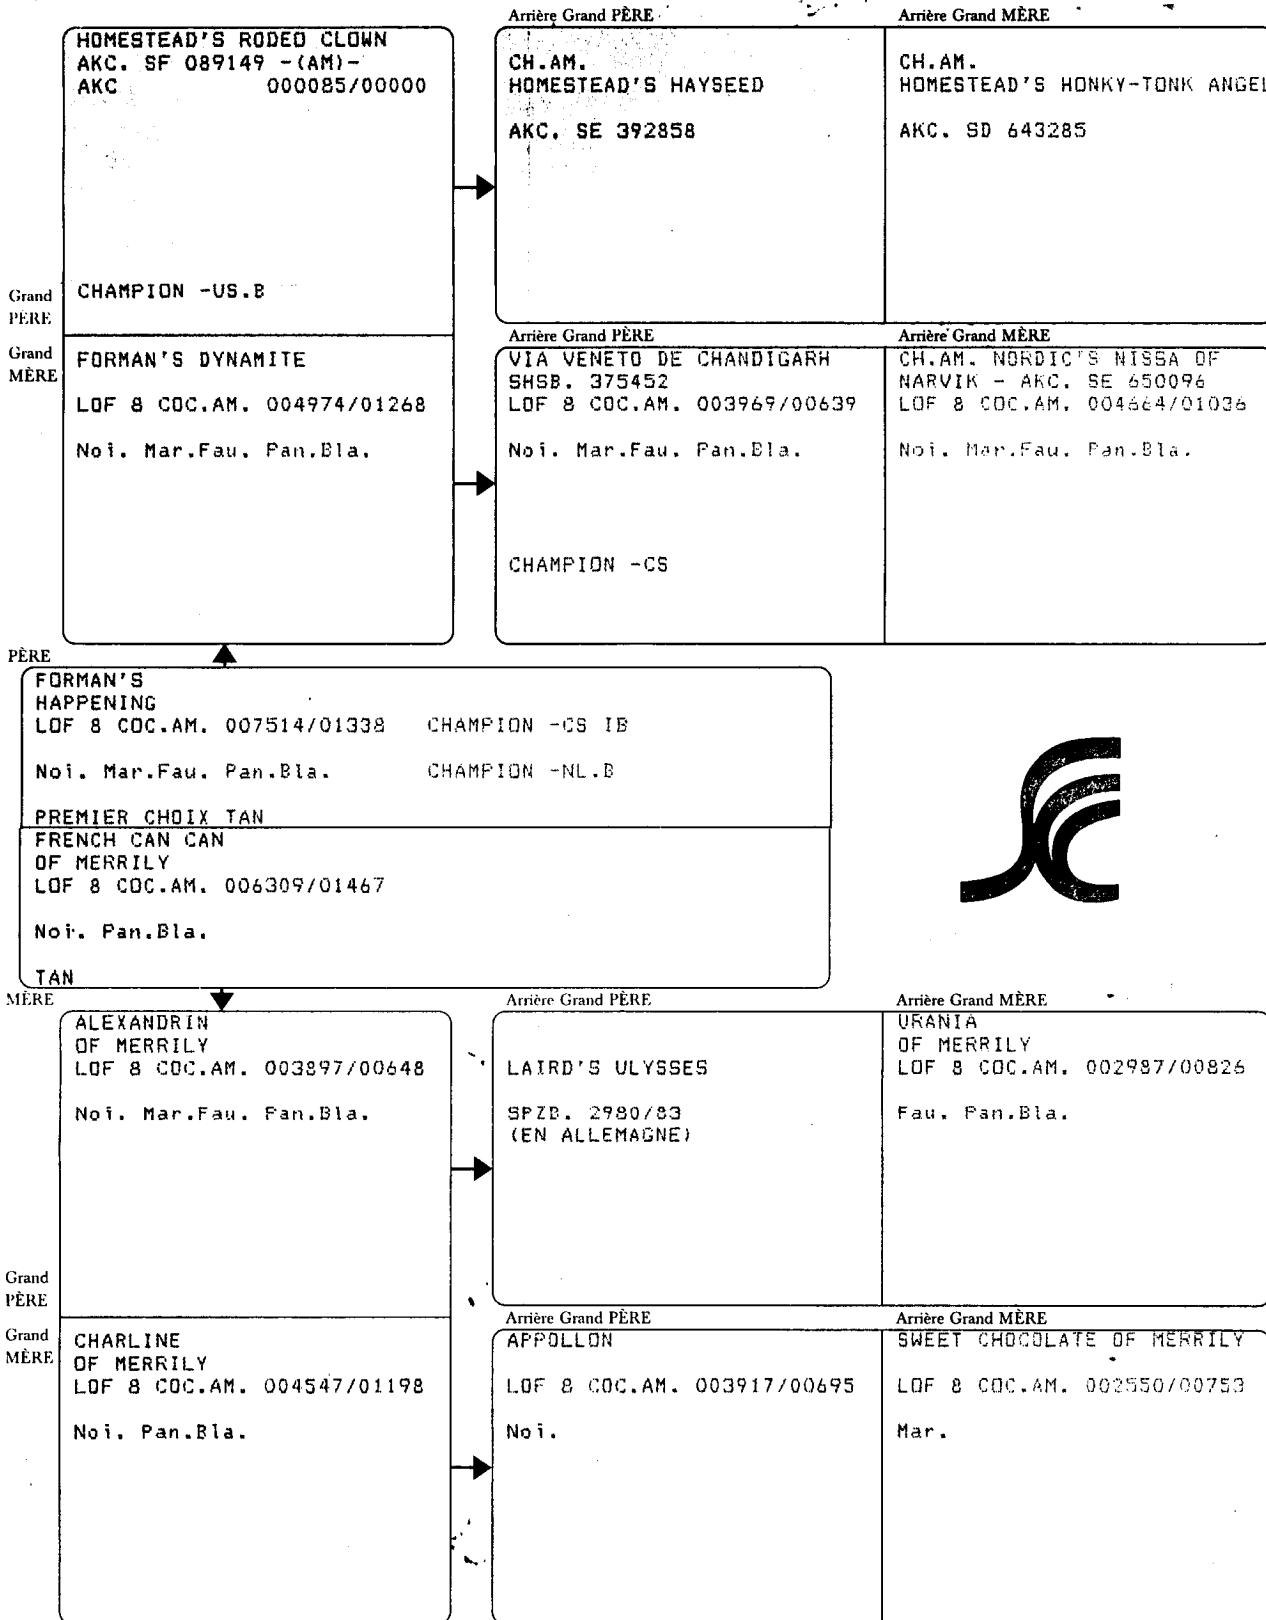 Arrière Grand PÈRE
Arrière Grand MÈRE
HOMESTEAD'S RODEO CLOWN
AKC. SF 089149 -(AM)-
AKC 000085/00000
CHAMPION -US.B
CH.AM.
HOMESTEAD'S HAYSEED
AKC. SE 392858
CH.AM.
HOMESTEAD'S HONKY-TONK ANGEL
AKC. SD 643285
Grand
PÈRE
Grand
MÈRE
FORMAN'S DYNAMITE
LOF 8 COC.AM. 004974/01268
Noi. Mar.Fau. Pan.Bla.
Arrière Grand PÈRE
VIA VENETO DE CHANDIGARH
SHSB. 375452
LOF 8 COC.AM. 003969/00639
Noi. Mar.Fau. Pan.Bla.
CHAMPION -CS
Arrière Grand MÈRE
CH.AM. NORDIC'S NISSA OF
NARVIK - AKC. SE 650096
LOF 8 COC.AM. 004664/01036
Noi. Mar.Fau. Pan.Bla.
PÈRE
FORMAN'S
HAPPENING
LOF 8 COC.AM. 007514/01338 CHAMPION -CS IB
Noi. Mar.Fau. Pan.Bla. CHAMPION -NL.B
PREMIER CHOIX TAN
FRENCH CAN CAN
OF MERRILY
LOF 8 COC.AM. 006309/01467
Noi. Pan.Bla.
TAN
MÈRE
ALEXANDRIN
OF MERRILY
LOF 8 COC.AM. 003897/00648
Noi. Mar.Fau. Pan.Bla.
Arrière Grand PÈRE
LAIRD'S ULYSSES
SPZB. 2980/83
(EN ALLEMAGNE)
Arrière Grand MÈRE
URANIA
OF MERRILY
LOF 8 COC.AM. 002987/00826
Fau. Pan.Bla.
Grand
PÈRE
Grand
MÈRE
CHARLINE
OF MERRILY
LOF 8 COC.AM. 004547/01198
Noi. Pan.Bla.
Arrière Grand PÈRE
APPOLLON
LOF 8 COC.AM. 003917/00695
Noi.
Arrière Grand MÈRE
SWEET CHOCOLATE OF MERRILY
LOF 8 COC.AM. 002550/00753
Mar.